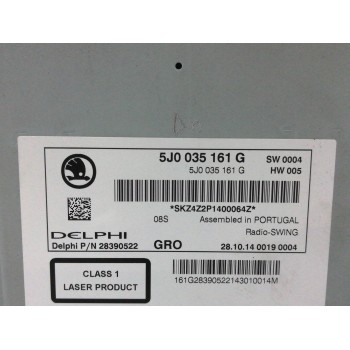 5J0 035 161 G SW 0004
5J0 035 161 G HW 005
*SKZ4Z2P1400064Z*
08S Assembled in PORTUGAL
Radio-SWING
DELPHI
Delphi P/N 28390522 GRO 28.10.14 0019 0004
CLASS 1
LASER PRODUCT
161G28390522143010014M